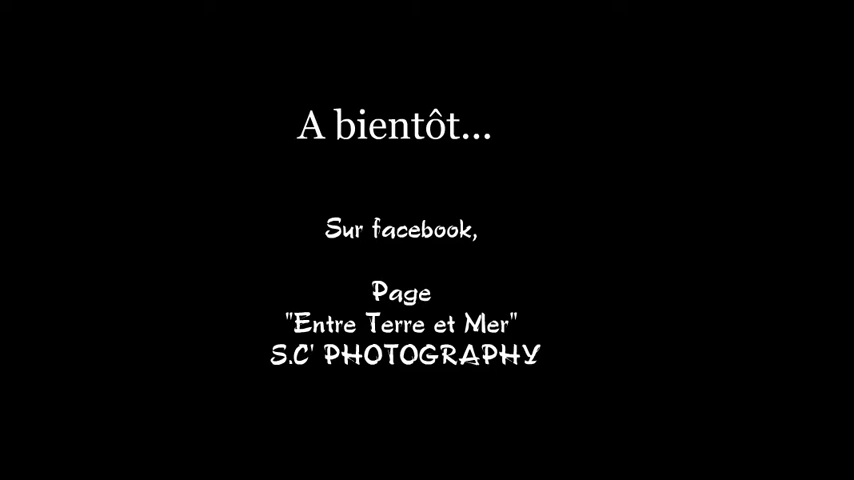 A bientôt...
Sur facebook,
Page
"Entre Terre et Mer"
S.C' PHOTOGRAPHY